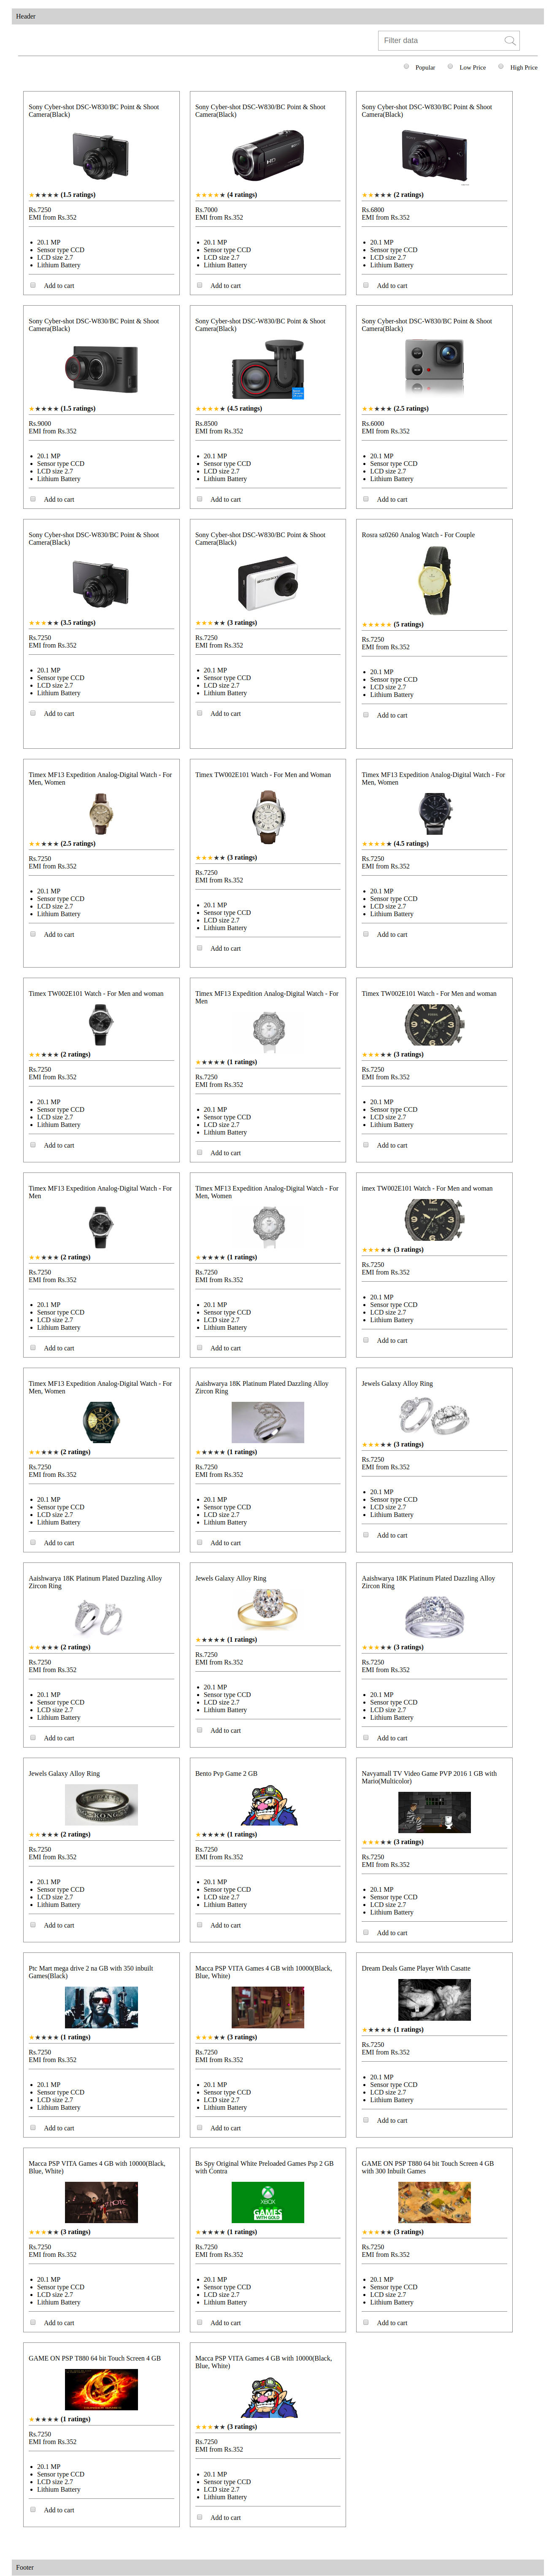 Header
Filter data
Popular
Low Price
High Price
Sony Cyber-shot DSC-W830/BC Point & Shoot
Camera(Black)
(1.5 ratings)
Rs.7250
EMI from Rs.352
20.1 MP
Sensor type CCD
LCD size 2.7
Lithium Battery
Add to cart
Sony Cyber-shot DSC-W830/BC Point & Shoot
Camera(Black)
(4 ratings)
Rs.7000
EMI from Rs.352
20.1 MP
Sensor type CCD
LCD size 2.7
Lithium Battery
Add to cart
Sony Cyber-shot DSC-W830/BC Point & Shoot
Camera(Black)
(2 ratings)
Rs.6800
EMI from Rs.352
20.1 MP
Sensor type CCD
LCD size 2.7
Lithium Battery
Add to cart
Sony Cyber-shot DSC-W830/BC Point & Shoot
Camera(Black)
(1.5 ratings)
Rs.9000
EMI from Rs.352
20.1 MP
Sensor type CCD
LCD size 2.7
Lithium Battery
Add to cart
Sony Cyber-shot DSC-W830/BC Point & Shoot
Camera(Black)
(4.5 ratings)
Rs.8500
EMI from Rs.352
20.1 MP
Sensor type CCD
LCD size 2.7
Lithium Battery
Add to cart
Sony Cyber-shot DSC-W830/BC Point & Shoot
Camera(Black)
(2.5 ratings)
Rs.6000
EMI from Rs.352
20.1 MP
Sensor type CCD
LCD size 2.7
Lithium Battery
Add to cart
Sony Cyber-shot DSC-W830/BC Point & Shoot
Camera(Black)
(3.5 ratings)
Rs.7250
EMI from Rs.352
20.1 MP
Sensor type CCD
LCD size 2.7
Lithium Battery
Add to cart
Sony Cyber-shot DSC-W830/BC Point & Shoot
Camera(Black)
(3 ratings)
Rs.7250
EMI from Rs.352
20.1 MP
Sensor type CCD
LCD size 2.7
Lithium Battery
Add to cart
Rosra sz0260 Analog Watch - For Couple
(5 ratings)
Rs.7250
EMI from Rs.352
20.1 MP
Sensor type CCD
LCD size 2.7
Lithium Battery
Add to cart
Timex MF13 Expedition Analog-Digital Watch - For
Men, Women
(2.5 ratings)
Rs.7250
EMI from Rs.352
20.1 MP
Sensor type CCD
LCD size 2.7
Lithium Battery
Add to cart
Timex TW002E101 Watch - For Men and Woman
(3 ratings)
Rs.7250
EMI from Rs.352
20.1 MP
Sensor type CCD
LCD size 2.7
Lithium Battery
Add to cart
Timex MF13 Expedition Analog-Digital Watch - For
Men, Women
(4.5 ratings)
Rs.7250
EMI from Rs.352
20.1 MP
Sensor type CCD
LCD size 2.7
Lithium Battery
Add to cart
Timex TW002E101 Watch - For Men and woman
(2 ratings)
Rs.7250
EMI from Rs.352
20.1 MP
Sensor type CCD
LCD size 2.7
Lithium Battery
Add to cart
Timex MF13 Expedition Analog-Digital Watch - For
Men
(1 ratings)
Rs.7250
EMI from Rs.352
20.1 MP
Sensor type CCD
LCD size 2.7
Lithium Battery
Add to cart
Timex TW002E101 Watch - For Men and woman
(3 ratings)
Rs.7250
EMI from Rs.352
20.1 MP
Sensor type CCD
LCD size 2.7
Lithium Battery
Add to cart
Timex MF13 Expedition Analog-Digital Watch - For
Men
(2 ratings)
Rs.7250
EMI from Rs.352
20.1 MP
Sensor type CCD
LCD size 2.7
Lithium Battery
Add to cart
Timex MF13 Expedition Analog-Digital Watch - For
Men, Women
(1 ratings)
Rs.7250
EMI from Rs.352
20.1 MP
Sensor type CCD
LCD size 2.7
Lithium Battery
Add to cart
imex TW002E101 Watch - For Men and woman
(3 ratings)
Rs.7250
EMI from Rs.352
20.1 MP
Sensor type CCD
LCD size 2.7
Lithium Battery
Add to cart
Timex MF13 Expedition Analog-Digital Watch - For
Men, Women
(2 ratings)
Rs.7250
EMI from Rs.352
20.1 MP
Sensor type CCD
LCD size 2.7
Lithium Battery
Add to cart
Aaishwarya 18K Platinum Plated Dazzling Alloy
Zircon Ring
(1 ratings)
Rs.7250
EMI from Rs.352
20.1 MP
Sensor type CCD
LCD size 2.7
Lithium Battery
Add to cart
Jewels Galaxy Alloy Ring
(3 ratings)
Rs.7250
EMI from Rs.352
20.1 MP
Sensor type CCD
LCD size 2.7
Lithium Battery
Add to cart
Aaishwarya 18K Platinum Plated Dazzling Alloy
Zircon Ring
(2 ratings)
Rs.7250
EMI from Rs.352
20.1 MP
Sensor type CCD
LCD size 2.7
Lithium Battery
Add to cart
Jewels Galaxy Alloy Ring
(1 ratings)
Rs.7250
EMI from Rs.352
20.1 MP
Sensor type CCD
LCD size 2.7
Lithium Battery
Add to cart
Aaishwarya 18K Platinum Plated Dazzling Alloy
Zircon Ring
(3 ratings)
Rs.7250
EMI from Rs.352
20.1 MP
Sensor type CCD
LCD size 2.7
Lithium Battery
Add to cart
Jewels Galaxy Alloy Ring
(2 ratings)
Rs.7250
EMI from Rs.352
20.1 MP
Sensor type CCD
LCD size 2.7
Lithium Battery
Add to cart
Bento Pvp Game 2 GB
(1 ratings)
Rs.7250
EMI from Rs.352
20.1 MP
Sensor type CCD
LCD size 2.7
Lithium Battery
Add to cart
Navyamall TV Video Game PVP 2016 1 GB with
Mario(Multicolor)
(3 ratings)
Rs.7250
EMI from Rs.352
20.1 MP
Sensor type CCD
LCD size 2.7
Lithium Battery
Add to cart
Ptc Mart mega drive 2 na GB with 350 inbuilt
Games(Black)
(1 ratings)
Rs.7250
EMI from Rs.352
20.1 MP
Sensor type CCD
LCD size 2.7
Lithium Battery
Add to cart
Macca PSP VITA Games 4 GB with 10000(Black,
Blue, White)
(3 ratings)
Rs.7250
EMI from Rs.352
20.1 MP
Sensor type CCD
LCD size 2.7
Lithium Battery
Add to cart
Dream Deals Game Player With Casatte
(1 ratings)
Rs.7250
EMI from Rs.352
20.1 MP
Sensor type CCD
LCD size 2.7
Lithium Battery
Add to cart
Macca PSP VITA Games 4 GB with 10000(Black,
Blue, White)
(3 ratings)
Rs.7250
EMI from Rs.352
20.1 MP
Sensor type CCD
LCD size 2.7
Lithium Battery
Add to cart
Bs Spy Original White Preloaded Games Psp 2 GB
with Contra
XBOX
GAMES
WITH GOLD
(1 ratings)
Rs.7250
EMI from Rs.352
20.1 MP
Sensor type CCD
LCD size 2.7
Lithium Battery
Add to cart
GAME ON PSP T880 64 bit Touch Screen 4 GB
with 300 Inbuilt Games
(3 ratings)
Rs.7250
EMI from Rs.352
20.1 MP
Sensor type CCD
LCD size 2.7
Lithium Battery
Add to cart
GAME ON PSP T880 64 bit Touch Screen 4 GB
(1 ratings)
Rs.7250
EMI from Rs.352
20.1 MP
Sensor type CCD
LCD size 2.7
Lithium Battery
Add to cart
Macca PSP VITA Games 4 GB with 10000(Black,
Blue, White)
(3 ratings)
Rs.7250
EMI from Rs.352
20.1 MP
Sensor type CCD
LCD size 2.7
Lithium Battery
Add to cart
Footer